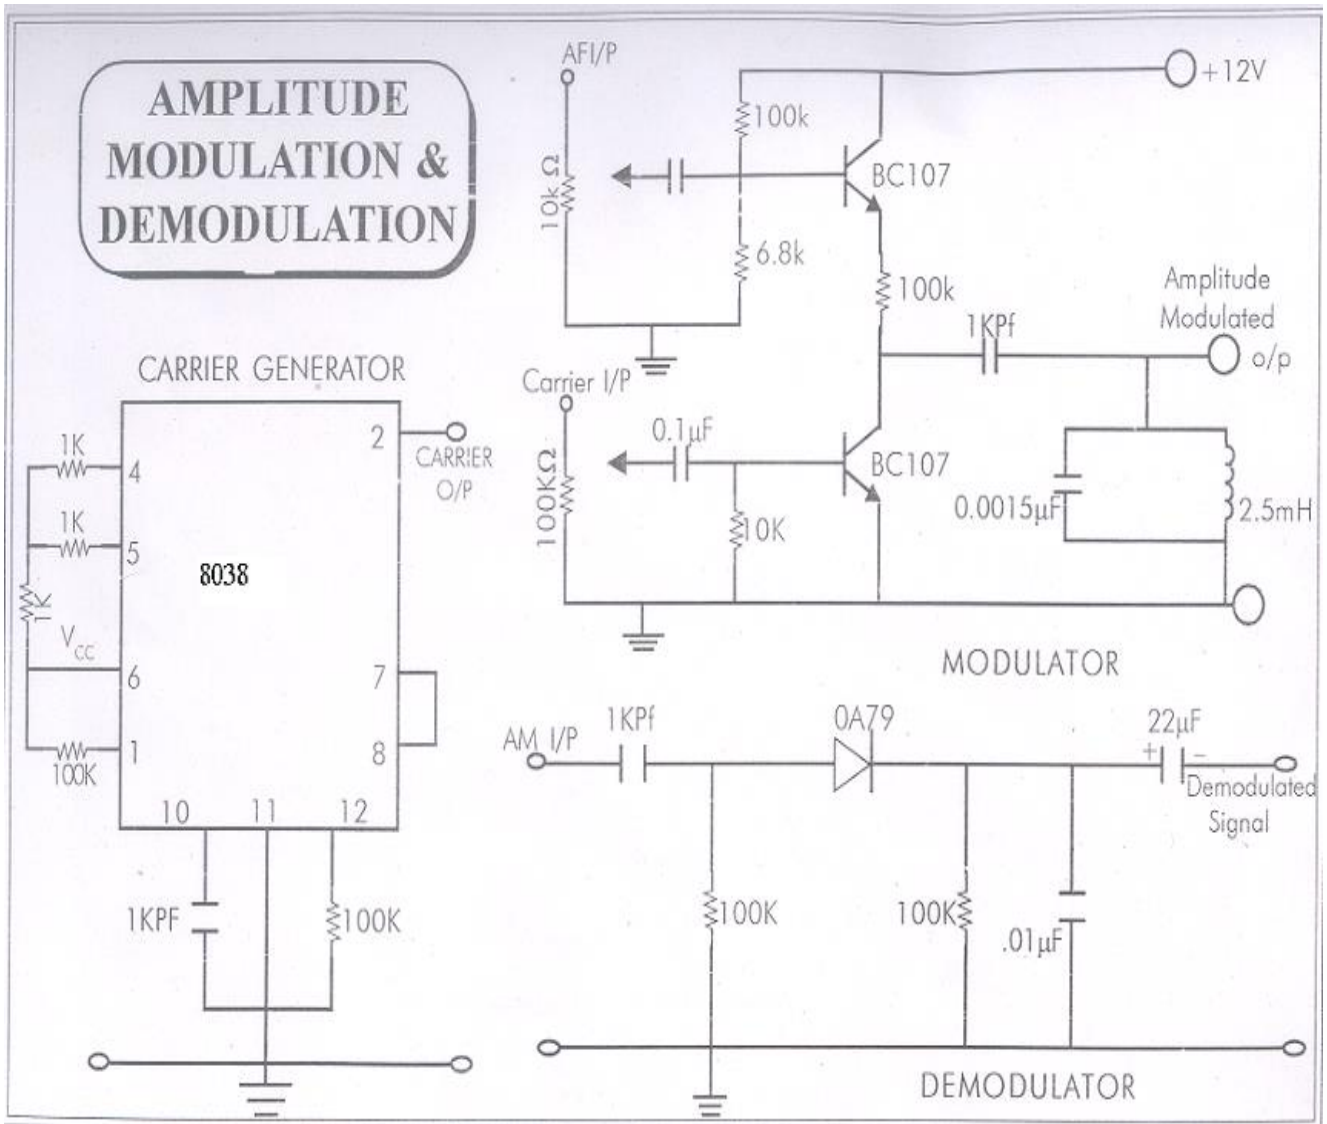 AMPLITUDE
MODULATION &
DEMODULATION
CARRIER GENERATOR
2
CARRIER
O/P
1K
4
1K
5
1K
8038
VCC
6
7
8
100K
1
10
11
12
1KPF
100K
AFI/P
+12V
100k
10k Ω
BC107
6.8k
100k
1KPf
Amplitude
Modulated
o/p
Carrier I/P
0.1µF
100KΩ
BC107
10K
0.0015µF
2.5mH
MODULATOR
AM I/P
1KPf
0A79
22µF
+
-
Demodulated
Signal
100K
100K
.01µF
DEMODULATOR